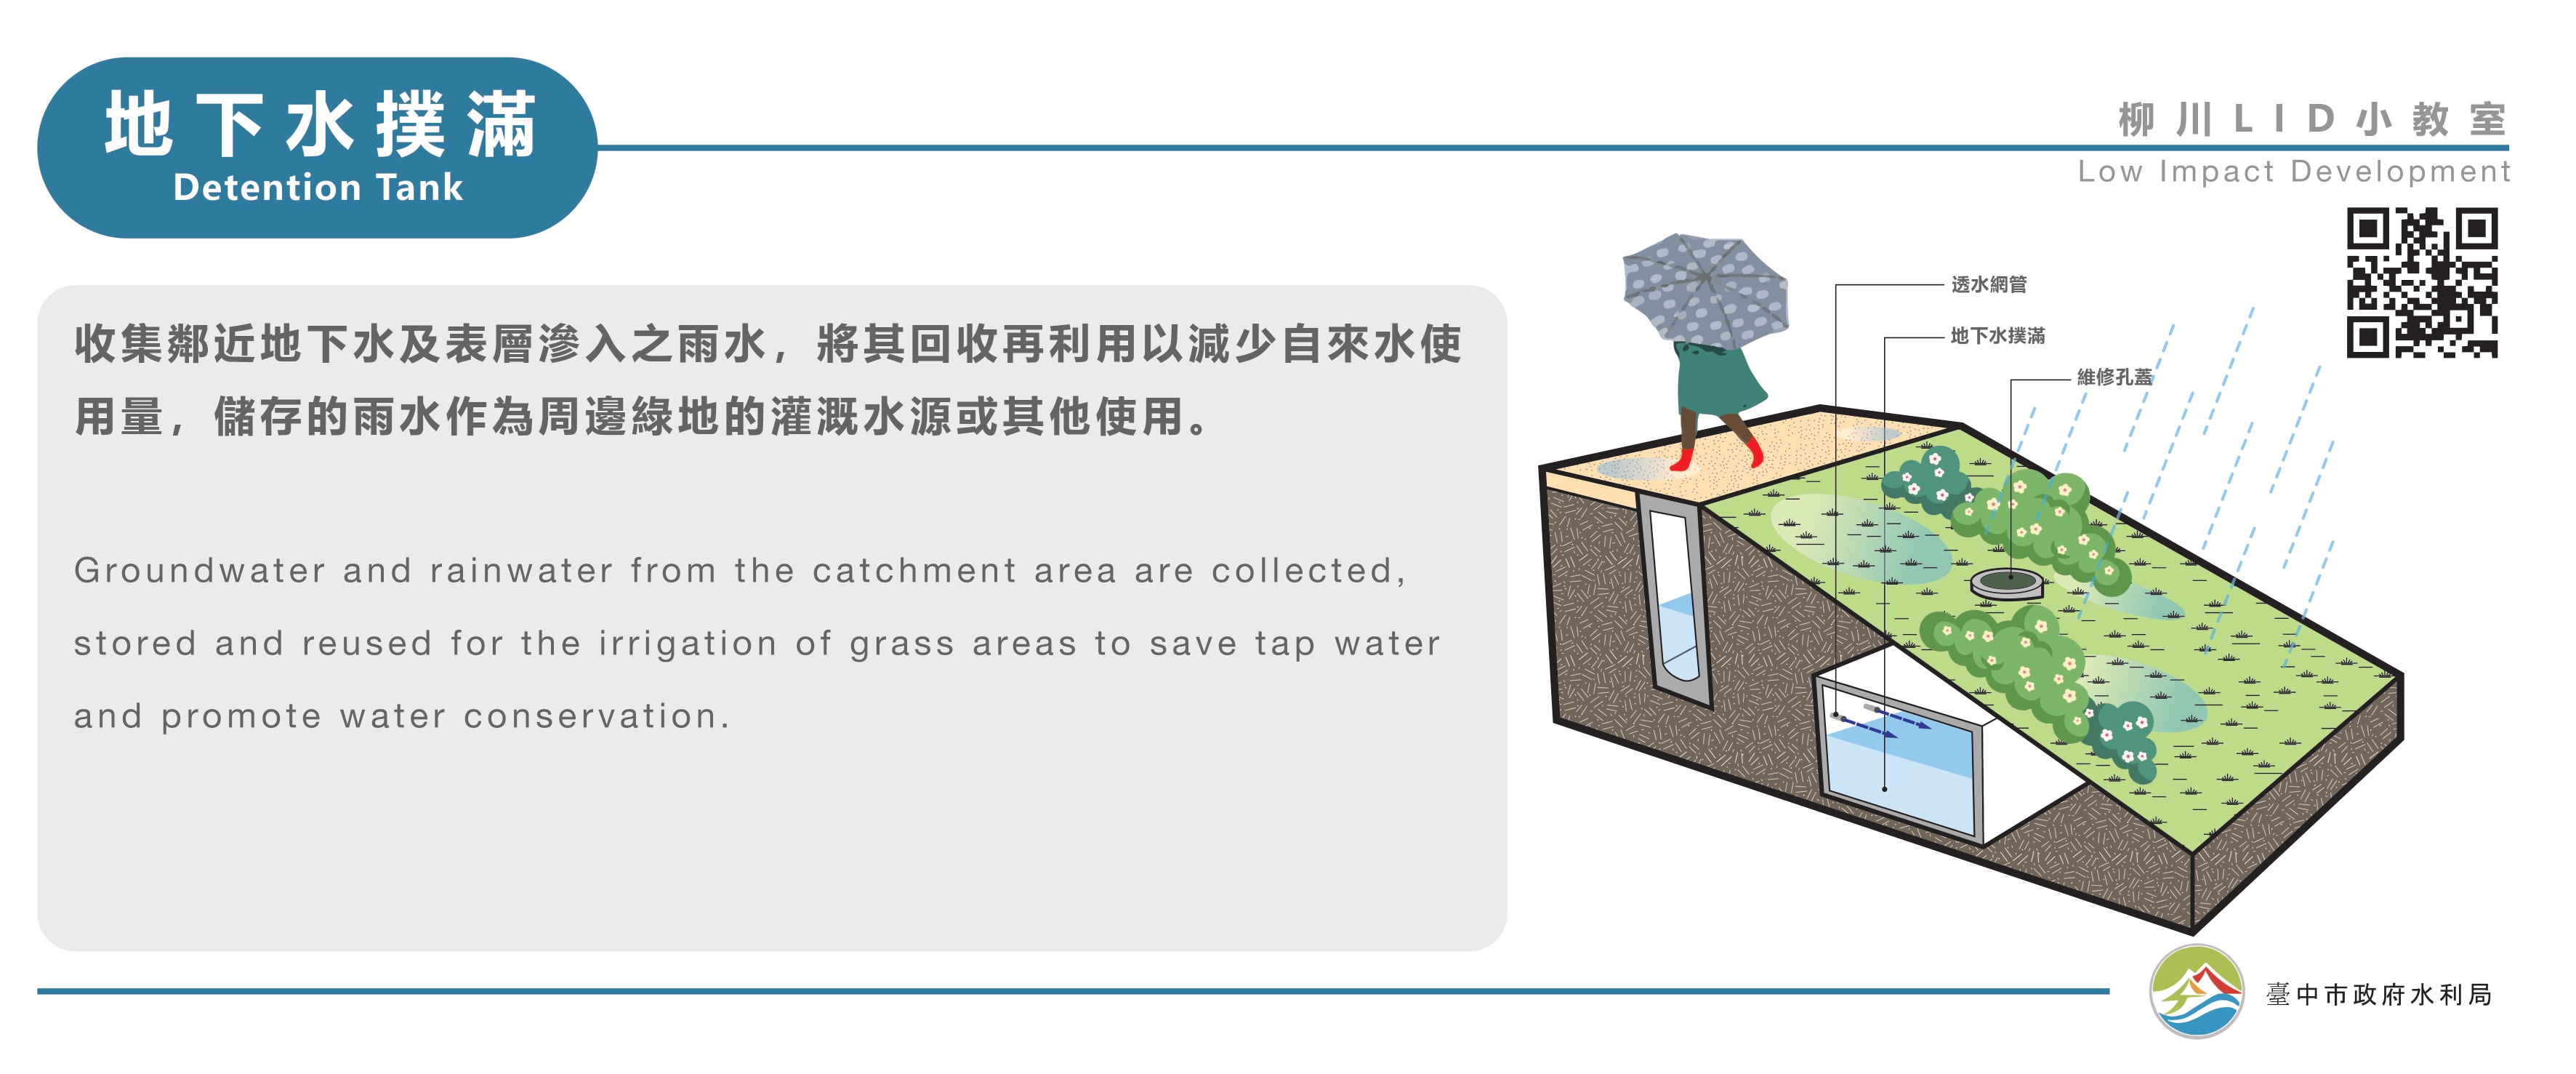 地下水撲滿
Detention Tank
柳川LID小教室
Low Impact Development
收集鄰近地下水及表層滲入之雨水，將其回收再利用以減少自來水使
用量，儲存的雨水作為周邊綠地的灌溉水源或其他使用。
Groundwater and rainwater from the catchment area are collected,
stored and reused for the irrigation of grass areas to save tap water
and promote water conservation.
透水網管
地下水撲滿
維修孔蓋
臺中市政府水利局